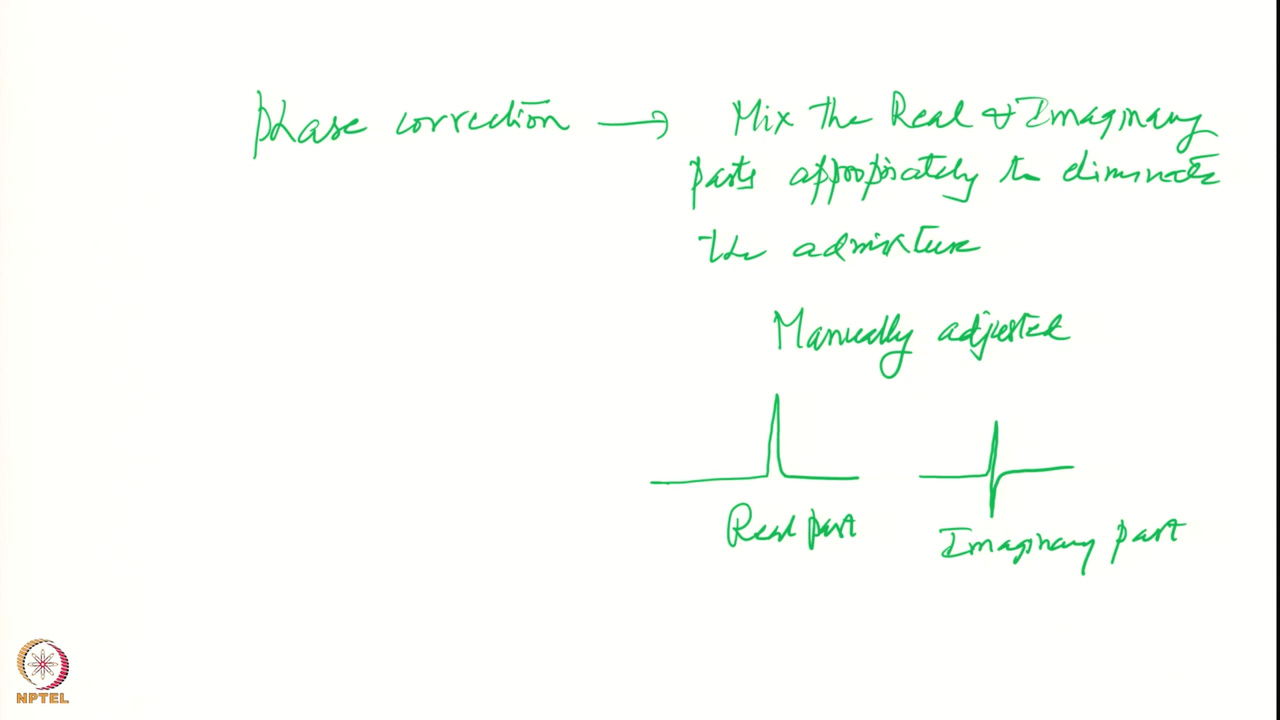 Phase correction → Mix the Real & Imaginary
parts appropriately to eliminate
the admixture
Manually adjusted
Real part
Imaginary part
NPTEL